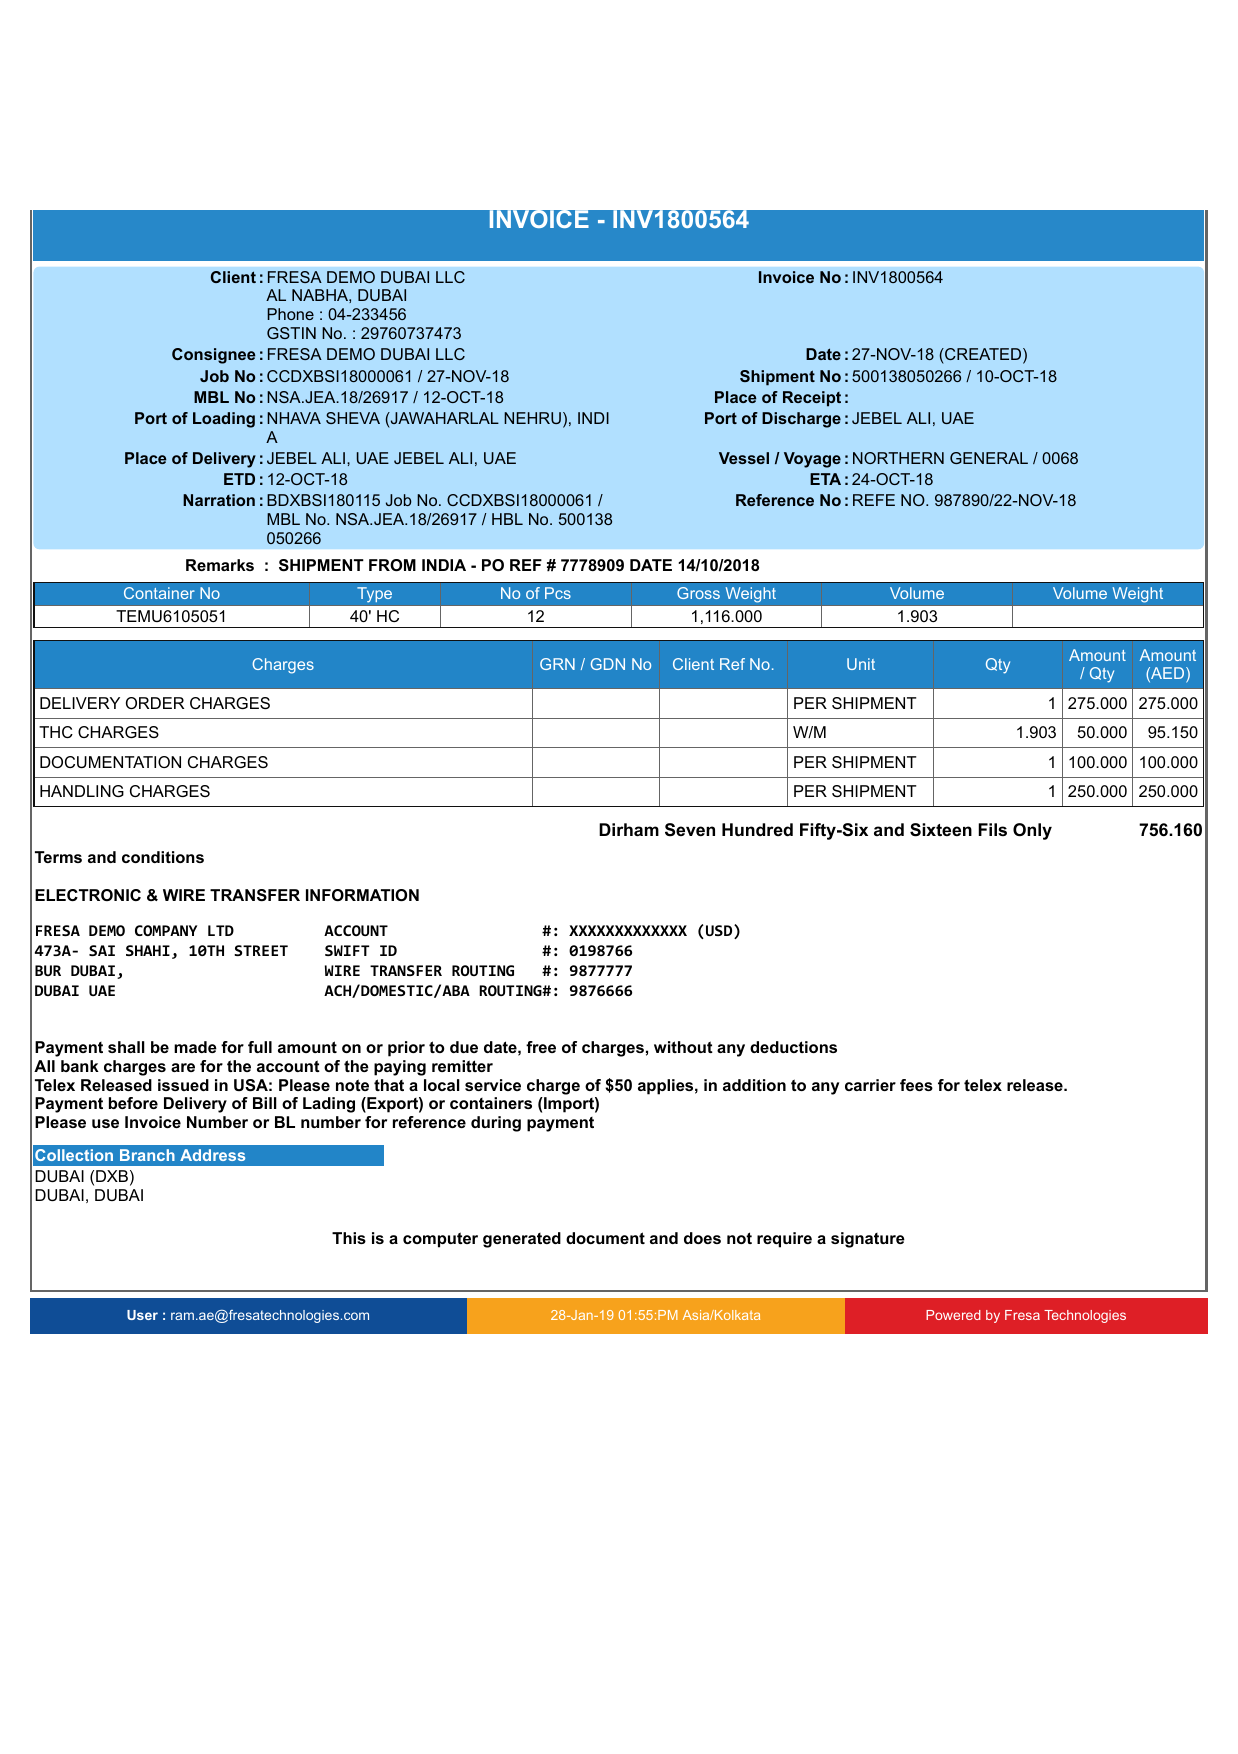 INVOICE - INV1800564
Client : FRESA DEMO DUBAI LLC
AL NABHA, DUBAI
Phone : 04-233456
GSTIN No. : 29760737473
Invoice No : INV1800564
Consignee : FRESA DEMO DUBAI LLC
Date : 27-NOV-18 (CREATED)
Job No : CCDXBSI18000061 / 27-NOV-18
Shipment No : 500138050266 / 10-OCT-18
MBL No : NSA.JEA.18/26917 / 12-OCT-18
Place of Receipt :
Port of Loading : NHAVA SHEVA (JAWAHARLAL NEHRU), INDI
A
Port of Discharge : JEBEL ALI, UAE
Place of Delivery : JEBEL ALI, UAE JEBEL ALI, UAE
Vessel / Voyage : NORTHERN GENERAL / 0068
ETD : 12-OCT-18
ETA : 24-OCT-18
Narration : BDXBSI180115 Job No. CCDXBSI18000061 /
MBL No. NSA.JEA.18/26917 / HBL No. 500138
050266
Reference No : REFE NO. 987890/22-NOV-18
Remarks : SHIPMENT FROM INDIA - PO REF # 7778909 DATE 14/10/2018
Container No Type No of Pcs Gross Weight Volume Volume Weight
TEMU6105051 40' HC 12 1,116.000 1.903
Charges GRN / GDN No Client Ref No. Unit Qty Amount / Qty Amount (AED)
DELIVERY ORDER CHARGES PER SHIPMENT 1 275.000 275.000
THC CHARGES W/M 1.903 50.000 95.150
DOCUMENTATION CHARGES PER SHIPMENT 1 100.000 100.000
HANDLING CHARGES PER SHIPMENT 1 250.000 250.000
Dirham Seven Hundred Fifty-Six and Sixteen Fils Only 756.160
Terms and conditions
ELECTRONIC & WIRE TRANSFER INFORMATION
FRESA DEMO COMPANY LTD ACCOUNT #: XXXXXXXXXXXXX (USD)
473A- SAI SHAHI, 10TH STREET SWIFT ID #: 0198766
BUR DUBAI, WIRE TRANSFER ROUTING #: 9877777
DUBAI UAE ACH/DOMESTIC/ABA ROUTING#: 9876666
Payment shall be made for full amount on or prior to due date, free of charges, without any deductions
All bank charges are for the account of the paying remitter
Telex Released issued in USA: Please note that a local service charge of $50 applies, in addition to any carrier fees for telex release.
Payment before Delivery of Bill of Lading (Export) or containers (Import)
Please use Invoice Number or BL number for reference during payment
Collection Branch Address
DUBAI (DXB)
DUBAI, DUBAI
This is a computer generated document and does not require a signature
User : ram.ae@fresatechnologies.com 28-Jan-19 01:55:PM Asia/Kolkata Powered by Fresa Technologies